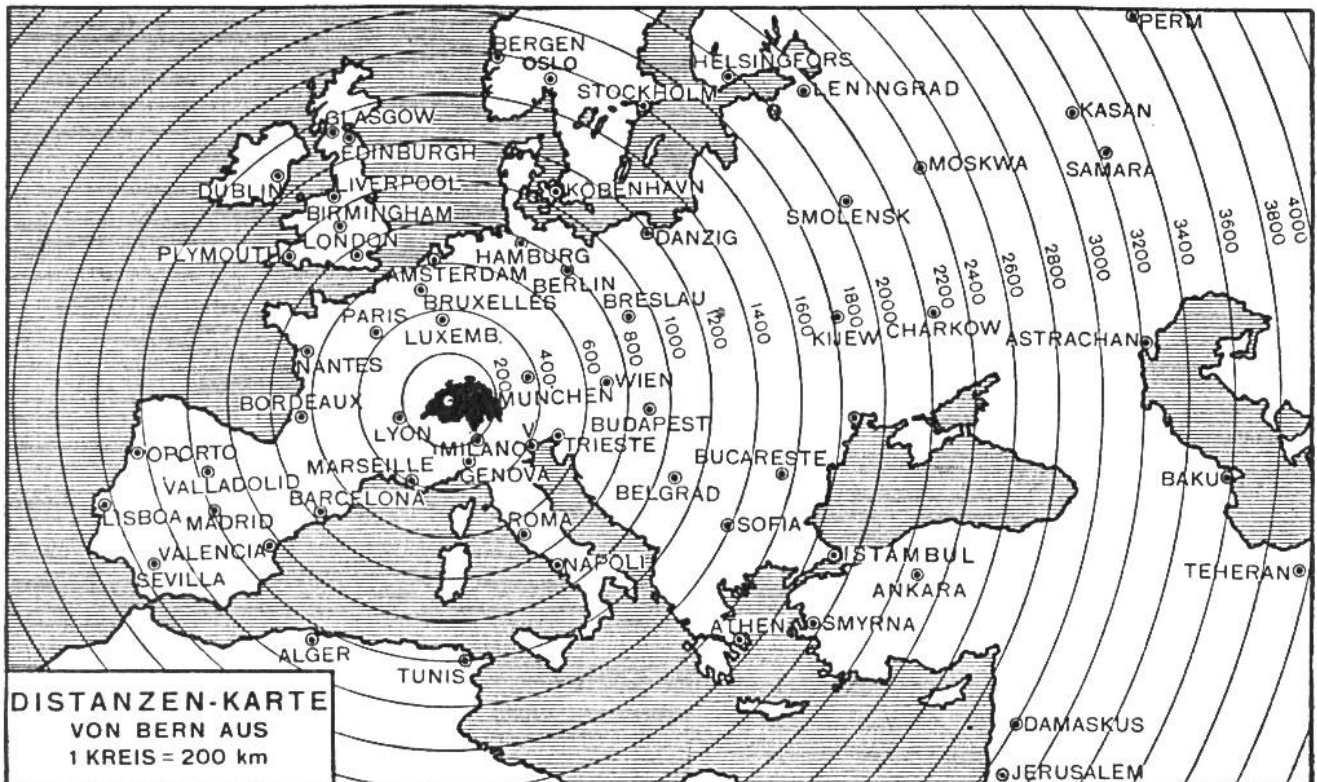 PERM
BERGEN
OSLO
HELSINGFORS
STOCKHOLM
LENINGRAD
KASAN
GLASGOW
EDINBURGH
MOSKWA
SAMARA
DUBLIN
LIVERPOOL
KÖBENHAVN
BIRMINGHAM
SMOLENSK
LONDON
PLYMOUTH
DANZIG
HAMBURG
AMSTERDAM
BERLIN
BRUXELLES
BRESLAU
PARIS
LUXEMB.
KIJEW
CHARKOW
ASTRACHAN
NANTES
200
400
600
800
1000
1200
1400
1600
1800
2000
2200
2400
2600
2800
3000
3200
3400
3600
3800
4000
MÜNCHEN
WIEN
BORDEAUX
LYON
BUDAPEST
MILANO
V.
TRIESTE
OPORTO
VALLADOLID
MARSEILLE
GENOVA
BUCARESTE
BAKU
BARCELONA
BELGRAD
LISBOA
MADRID
ROMA
SOFIA
VALENCIA
NAPOLI
ISTAMBUL
SEVILLA
ANKARA
TEHERAN
ATHEN
SMYRNA
ALGER
TUNIS
DAMASKUS
JERUSALEM
DISTANZEN-KARTE
VON BERN AUS
1 KREIS = 200 km